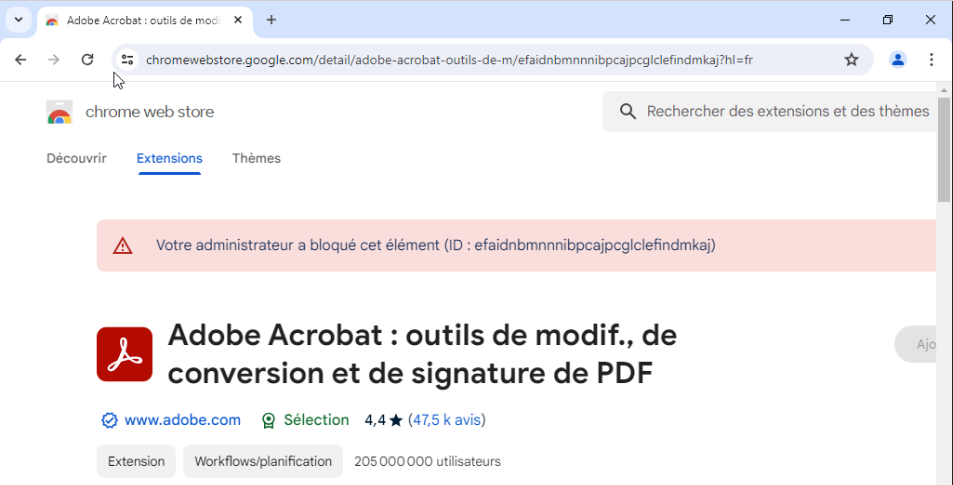 Adobe Acrobat : outils de modi
chromewebstore.google.com/detail/adobe-acrobat-outils-de-m/efaidnbmnnnibpcajpcglclefindmkaj?hl=fr
chrome web store
Rechercher des extensions et des thèmes
Découvrir Extensions Thèmes
Votre administrateur a bloqué cet élément (ID : efaidnbmnnnibpcajpcglclefindmkaj)
Adobe Acrobat : outils de modif., de
conversion et de signature de PDF
Ajo
www.adobe.com Sélection 4,4 ★ (47,5 k avis)
Extension Workflows/planification 205 000 000 utilisateurs